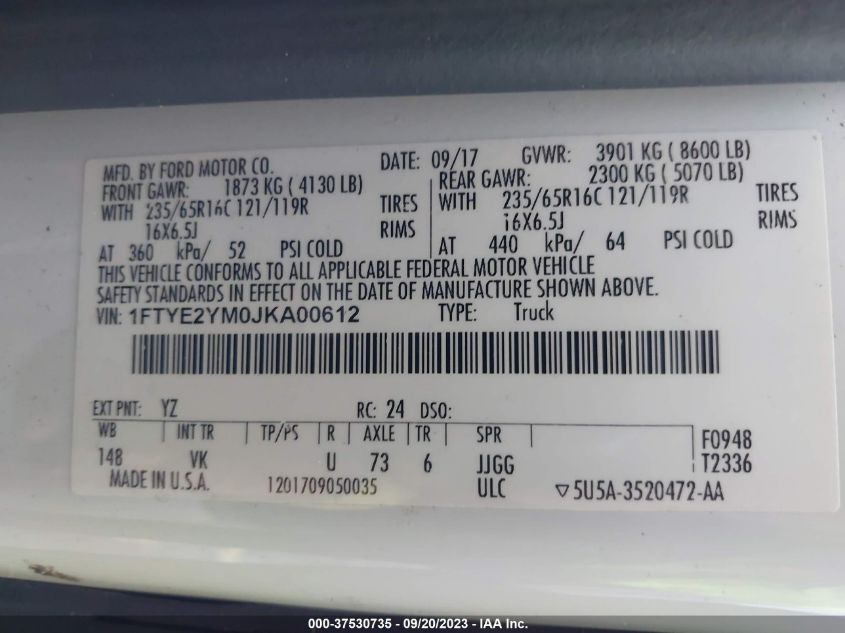 MFD. BY FORD MOTOR CO. DATE: 09/17 GVWR: 3901 KG ( 8600 LB)
FRONT GAWR: 1873 KG ( 4130 LB) REAR GAWR: 2300 KG ( 5070 LB)
WITH 235/65R16C 121/119R TIRES WITH 235/65R16C 121/119R TIRES
16X6.5J RIMS 16X6.5J RIMS
AT 360 kPa/ 52 PSI COLD AT 440 kPa/ 64 PSI COLD
THIS VEHICLE CONFORMS TO ALL APPLICABLE FEDERAL MOTOR VEHICLE
SAFETY STANDARDS IN EFFECT ON THE DATE OF MANUFACTURE SHOWN ABOVE.
VIN: 1FTYE2YM0JKA00612 TYPE: Truck
EXT PNT: YZ RC: 24 DSO:
WB INT TR TP/PS R AXLE TR SPR F0948
148 VK U 73 6 JJGG T2336
MADE IN U.S.A. 1201709050035 ULC ▽5U5A-3520472-AA
000-37530735 - 09/20/2023 - IAA Inc.